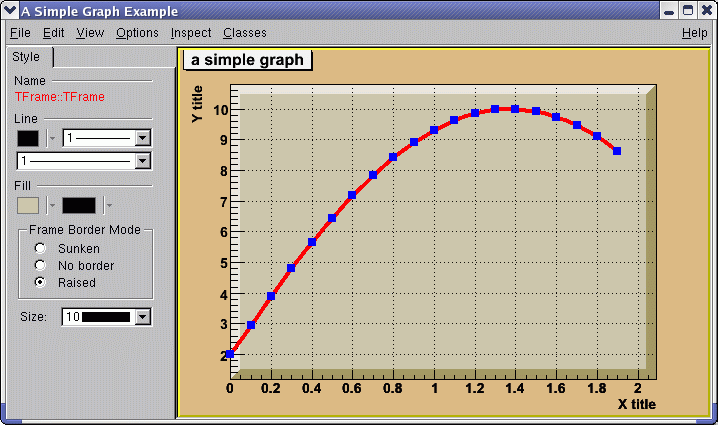 A Simple Graph Example
File Edit View Options Inspect Classes Help
Style
Name
TFrame::TFrame
Line
1
1
Fill
Frame Border Mode
Sunken
No border
Raised
Size: 10
a simple graph
Y title
10
9
8
7
6
5
4
3
2
0 0.2 0.4 0.6 0.8 1 1.2 1.4 1.6 1.8 2
X title